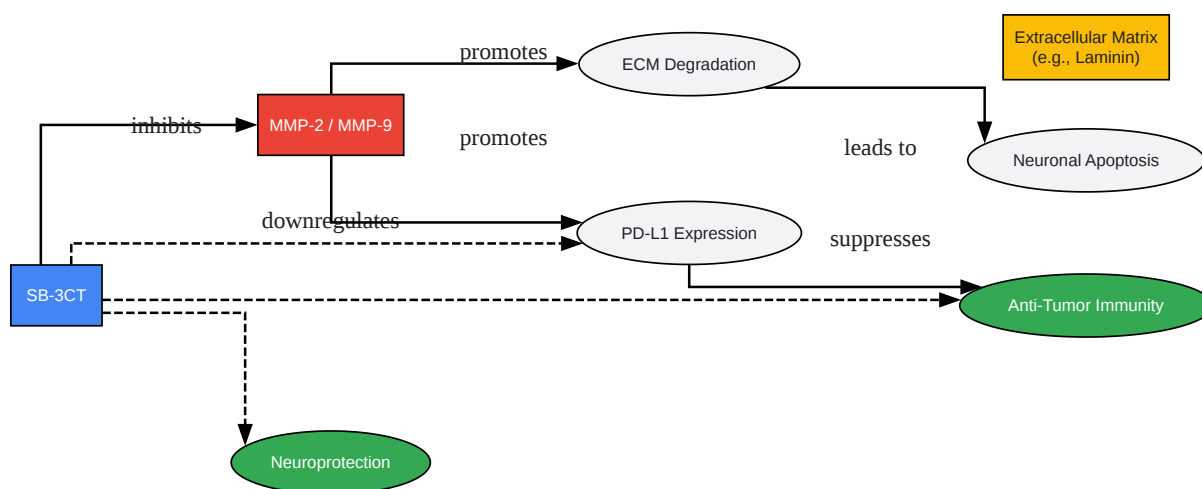 promotes
ECM Degradation
Extracellular Matrix
(e.g., Laminin)
inhibits
MMP-2 / MMP-9
promotes
leads to
Neuronal Apoptosis
downregulates
PD-L1 Expression
suppresses
SB-3CT
Anti-Tumor Immunity
Neuroprotection